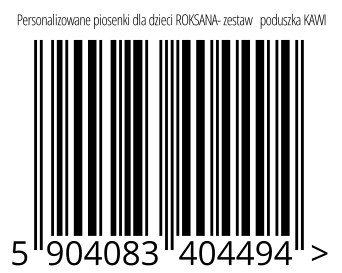 Personalizowane piosenki dla dzieci ROKSANA- zestaw poduszka KAWI
5 904083 404494 >